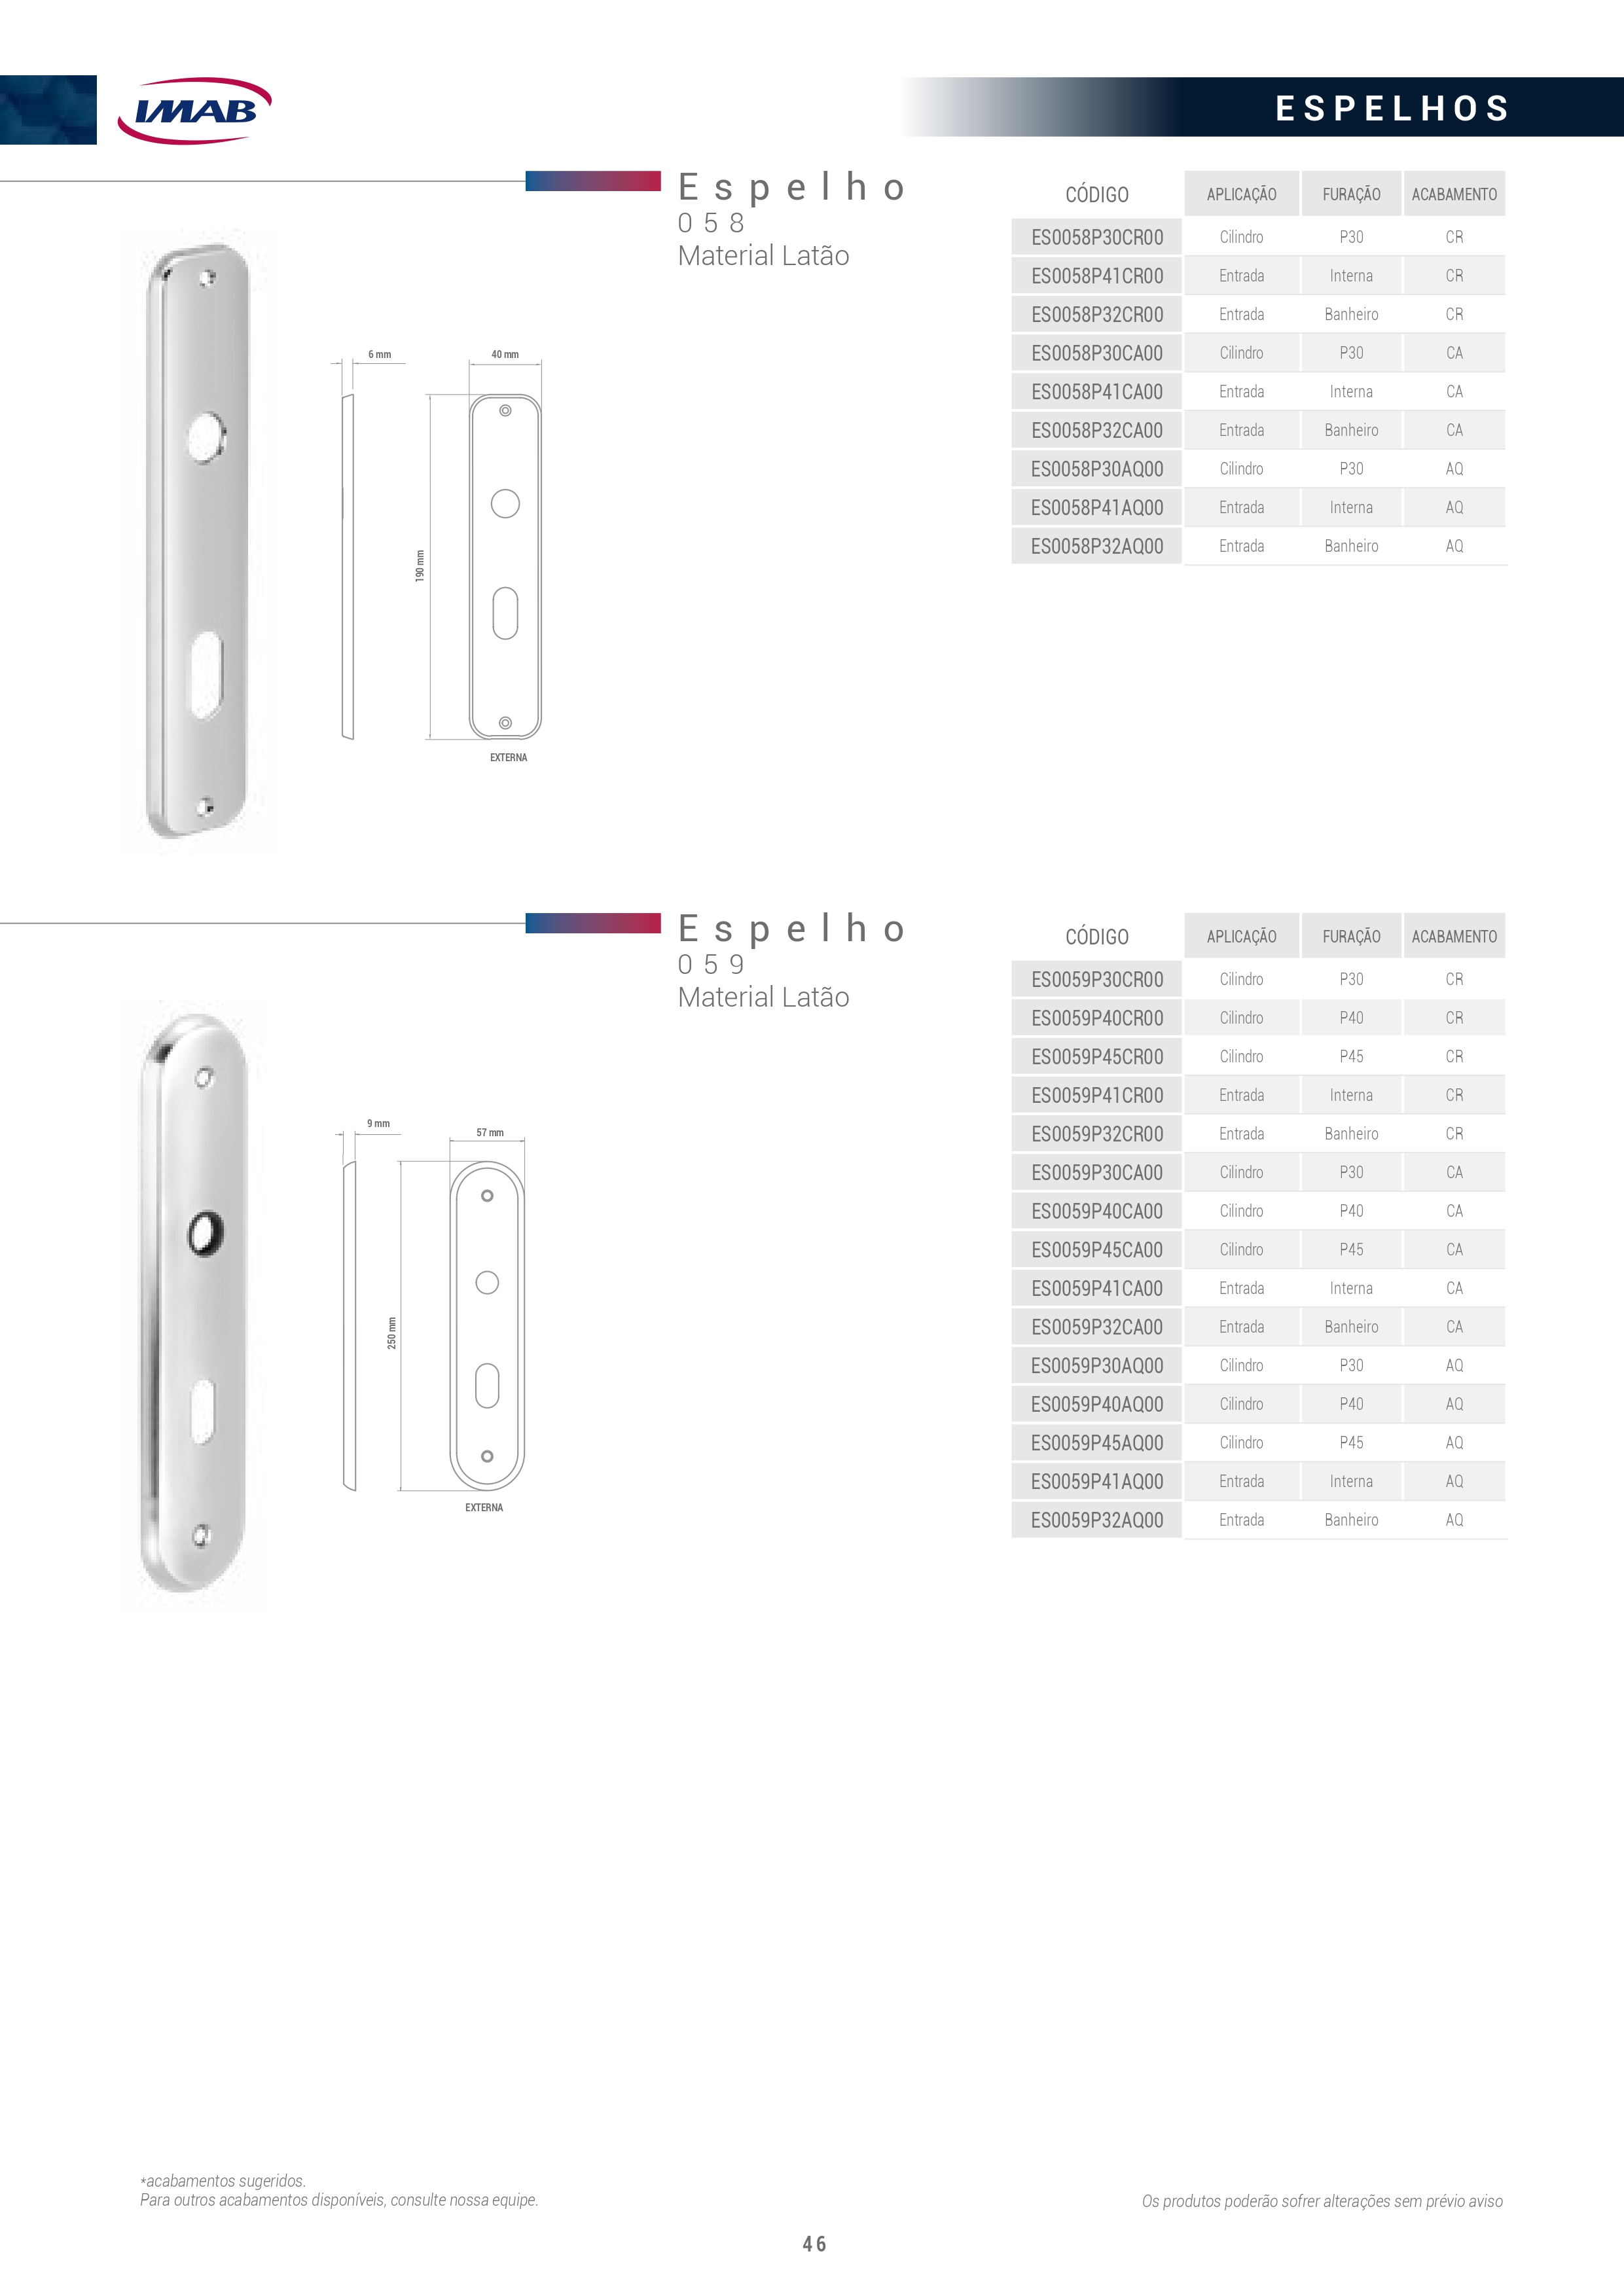 IMAB
ESPELHOS
Espelho
058
Material Latão
6 mm
40 mm
190 mm
EXTERNA
CÓDIGO APLICAÇÃO FURAÇÃO ACABAMENTO
ES0058P30CR00 Cilindro P30 CR
ES0058P41CR00 Entrada Interna CR
ES0058P32CR00 Entrada Banheiro CR
ES0058P30CA00 Cilindro P30 CA
ES0058P41CA00 Entrada Interna CA
ES0058P32CA00 Entrada Banheiro CA
ES0058P30AQ00 Cilindro P30 AQ
ES0058P41AQ00 Entrada Interna AQ
ES0058P32AQ00 Entrada Banheiro AQ
Espelho
059
Material Latão
9 mm
57 mm
250 mm
EXTERNA
CÓDIGO APLICAÇÃO FURAÇÃO ACABAMENTO
ES0059P30CR00 Cilindro P30 CR
ES0059P40CR00 Cilindro P40 CR
ES0059P45CR00 Cilindro P45 CR
ES0059P41CR00 Entrada Interna CR
ES0059P32CR00 Entrada Banheiro CR
ES0059P30CA00 Cilindro P30 CA
ES0059P40CA00 Cilindro P40 CA
ES0059P45CA00 Cilindro P45 CA
ES0059P41CA00 Entrada Interna CA
ES0059P32CA00 Entrada Banheiro CA
ES0059P30AQ00 Cilindro P30 AQ
ES0059P40AQ00 Cilindro P40 AQ
ES0059P45AQ00 Cilindro P45 AQ
ES0059P41AQ00 Entrada Interna AQ
ES0059P32AQ00 Entrada Banheiro AQ
*acabamentos sugeridos.
Para outros acabamentos disponíveis, consulte nossa equipe.
Os produtos poderão sofrer alterações sem prévio aviso
46